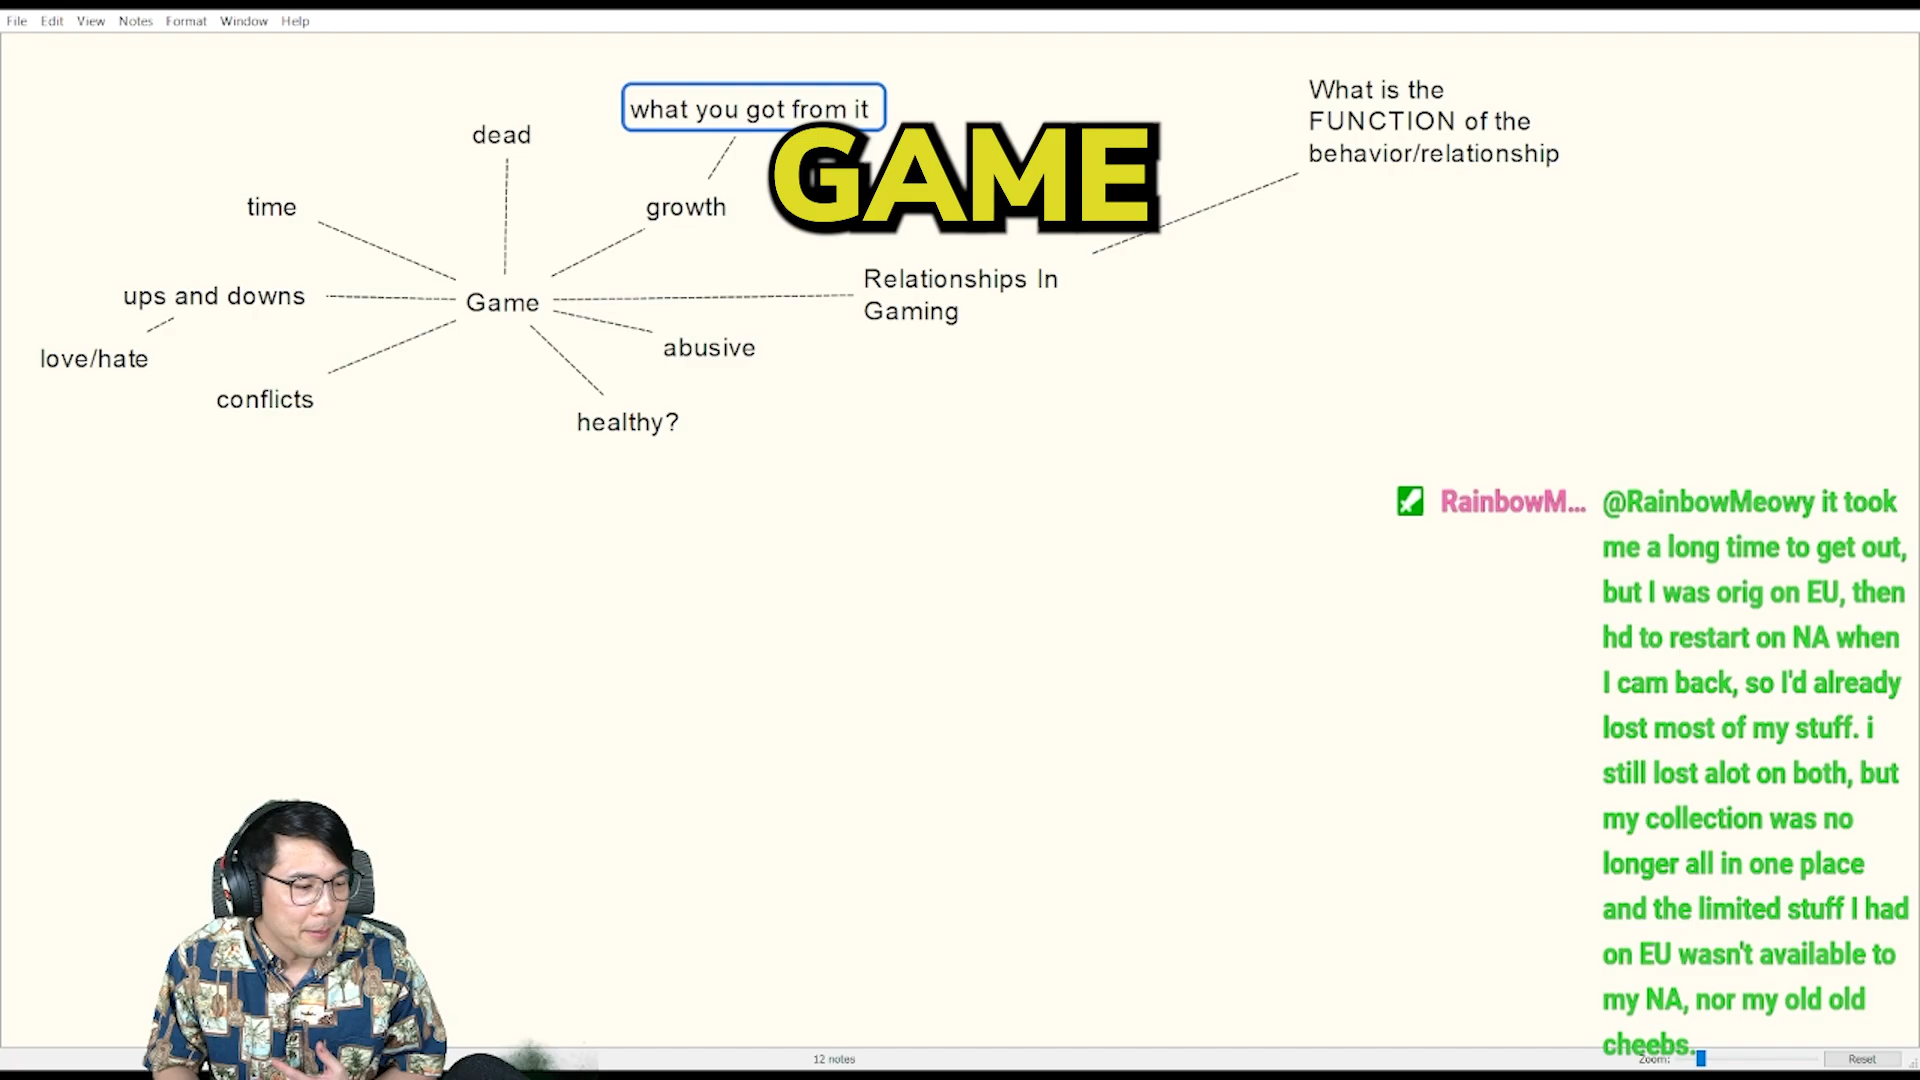 File Edit View Notes Format Window Help
what you got from it
What is the
FUNCTION of the
behavior/relationship
dead
GAME
time
growth
ups and downs
Game
Relationships In
Gaming
love/hate
abusive
conflicts
healthy?
RainbowM... @RainbowMeowy it took
me a long time to get out,
but I was orig on EU, then
hd to restart on NA when
I cam back, so I'd already
lost most of my stuff. i
still lost alot on both, but
my collection was no
longer all in one place
and the limited stuff I had
on EU wasn't available to
my NA, nor my old old
cheebs.
12 notes
Zoom:
Reset